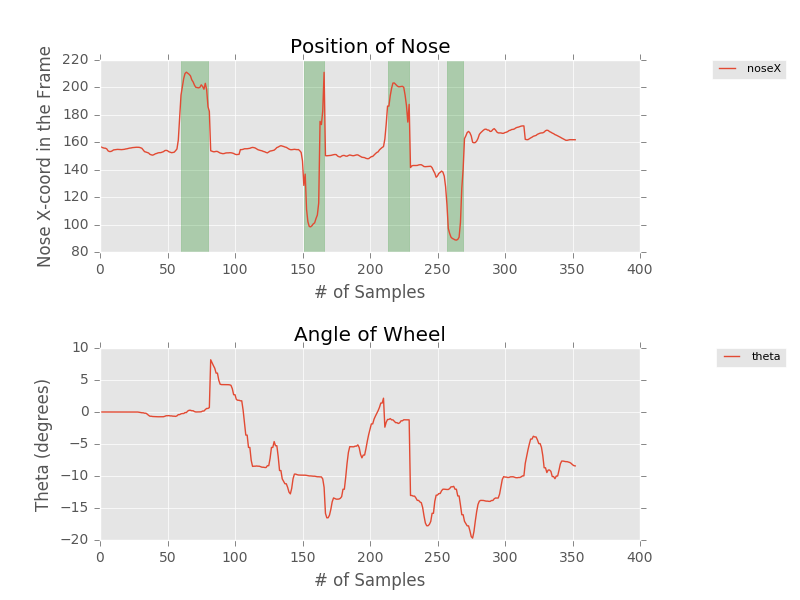 Position of Nose
220
200
180
160
140
120
100
80
Nose X-coord in the Frame
0 50 100 150 200 250 300 350 400
# of Samples
noseX
Angle of Wheel
10
5
0
−5
−10
−15
−20
Theta (degrees)
0 50 100 150 200 250 300 350 400
# of Samples
theta